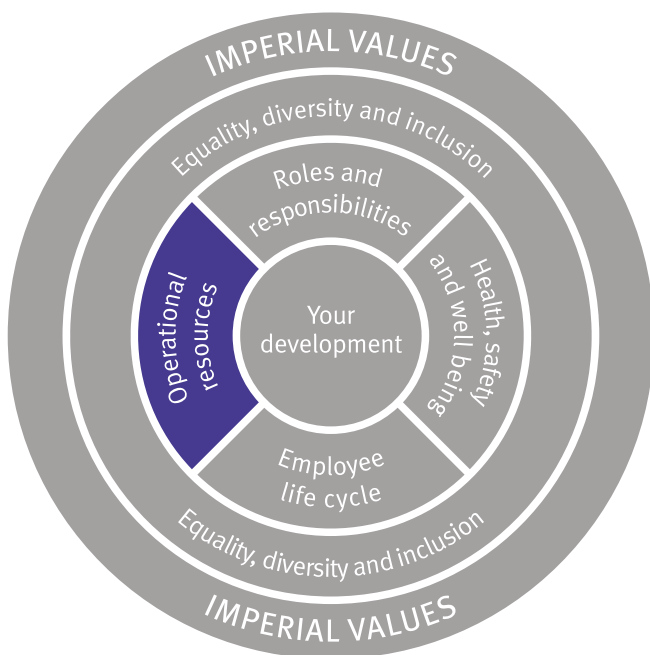 IMPERIAL VALUES
Equality, diversity and inclusion
Roles and
responsibilities
Operational
resources
Your
development
Health, safety
and well being
Employee
life cycle
Equality, diversity and inclusion
IMPERIAL VALUES